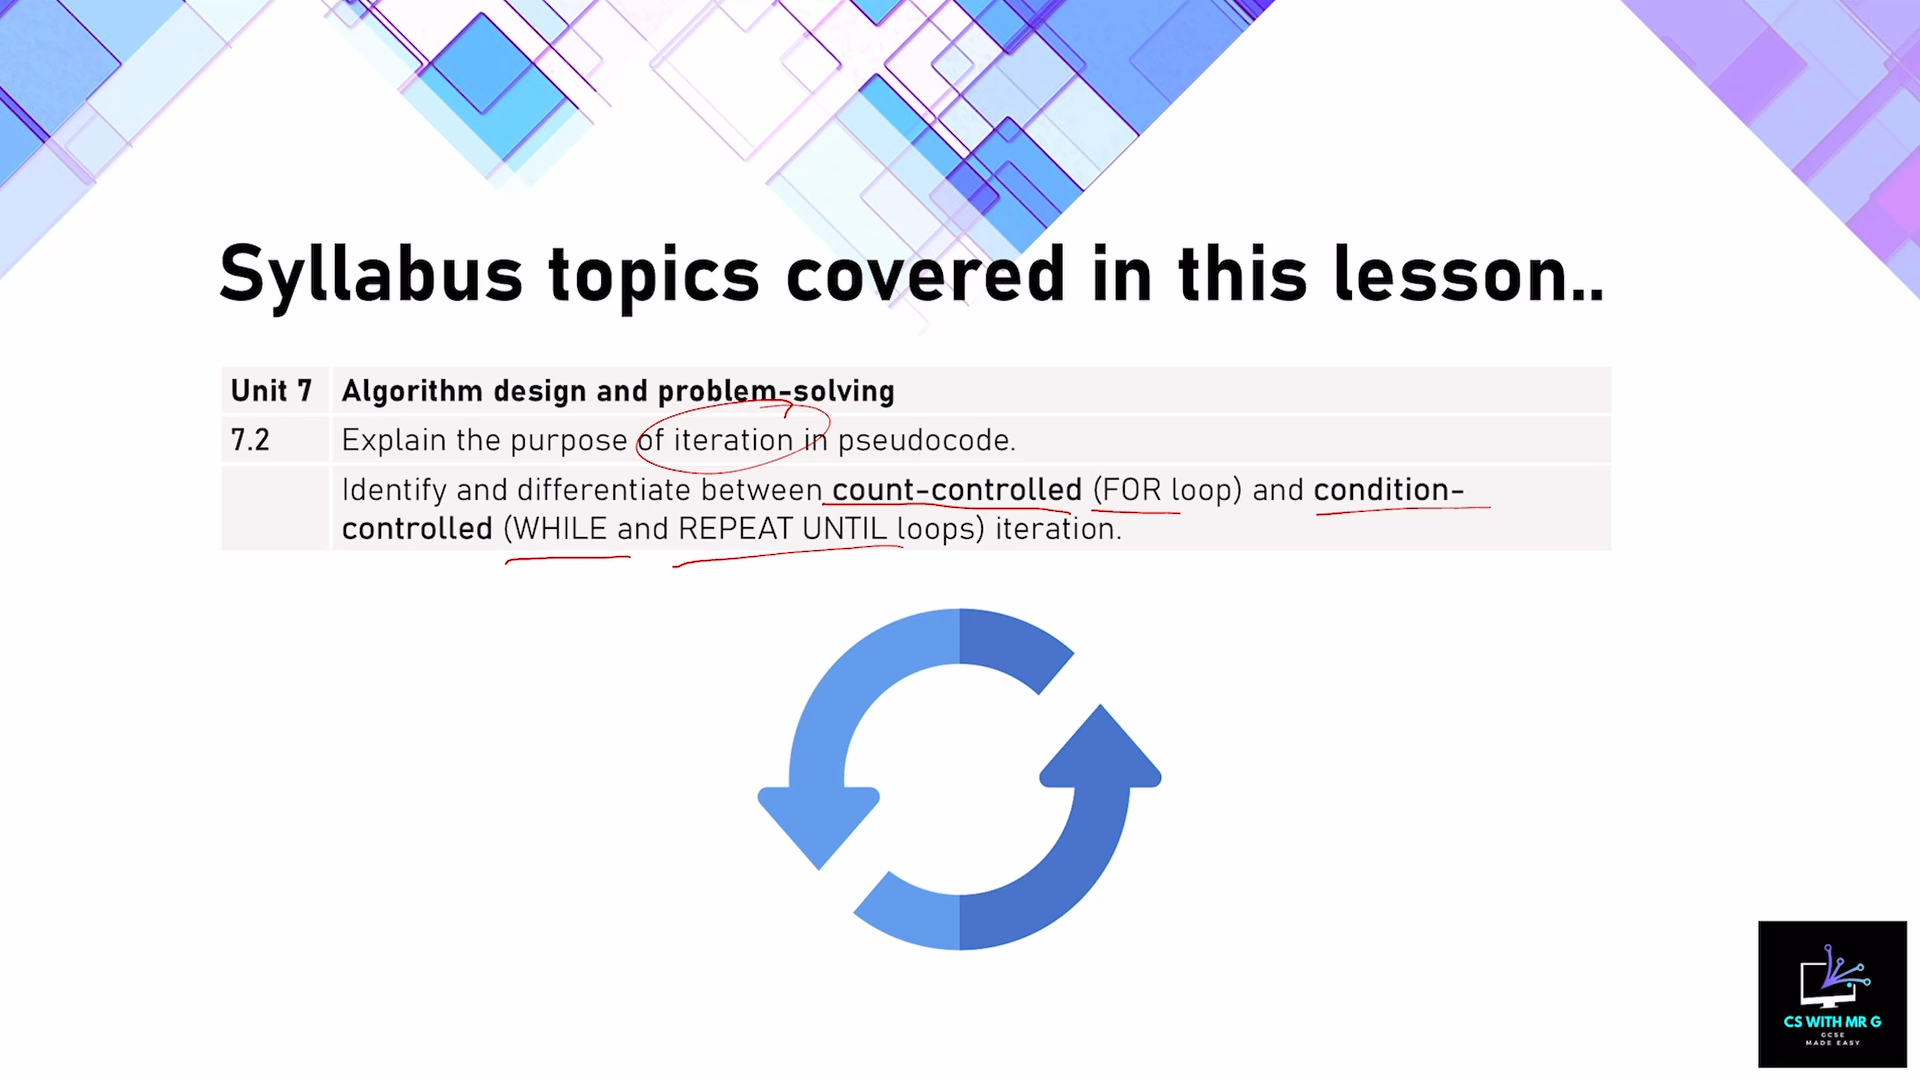 Syllabus topics covered in this lesson..
Unit 7 Algorithm design and problem-solving
7.2 Explain the purpose of iteration in pseudocode.
Identify and differentiate between count-controlled (FOR loop) and condition-
controlled (WHILE and REPEAT UNTIL loops) iteration.
CS WITH MR G
GCSE
MADE EASY